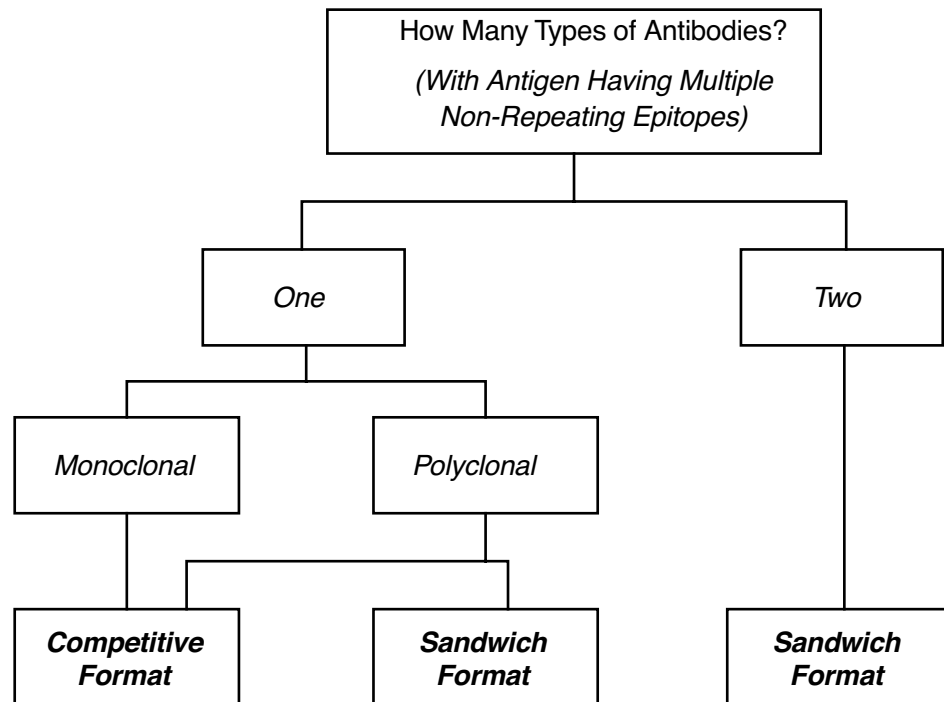 How Many Types of Antibodies?
(With Antigen Having Multiple
Non-Repeating Epitopes)
One
Two
Monoclonal
Polyclonal
Competitive
Format
Sandwich
Format
Sandwich
Format